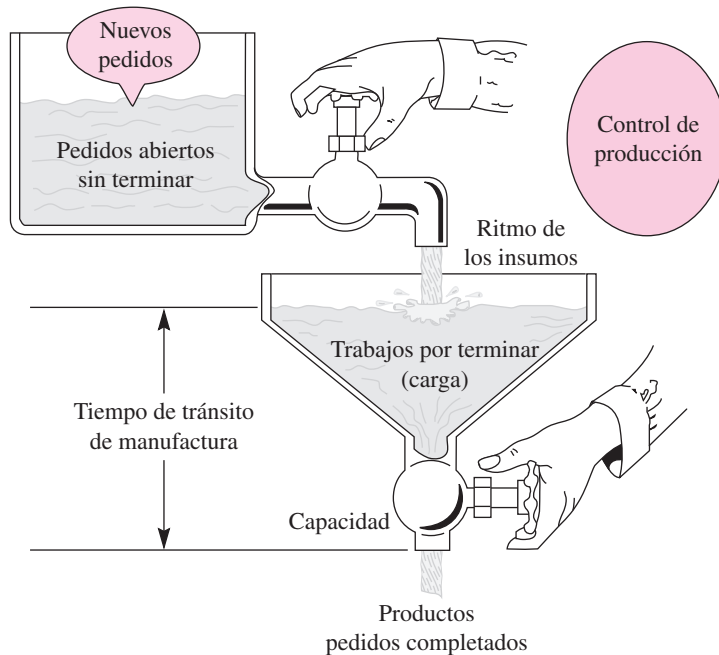 Nuevos
pedidos
Pedidos abiertos
sin terminar
Control de
producción
Ritmo de
los insumos
Trabajos por terminar
(carga)
Tiempo de tránsito
de manufactura
Capacidad
Productos
pedidos completados